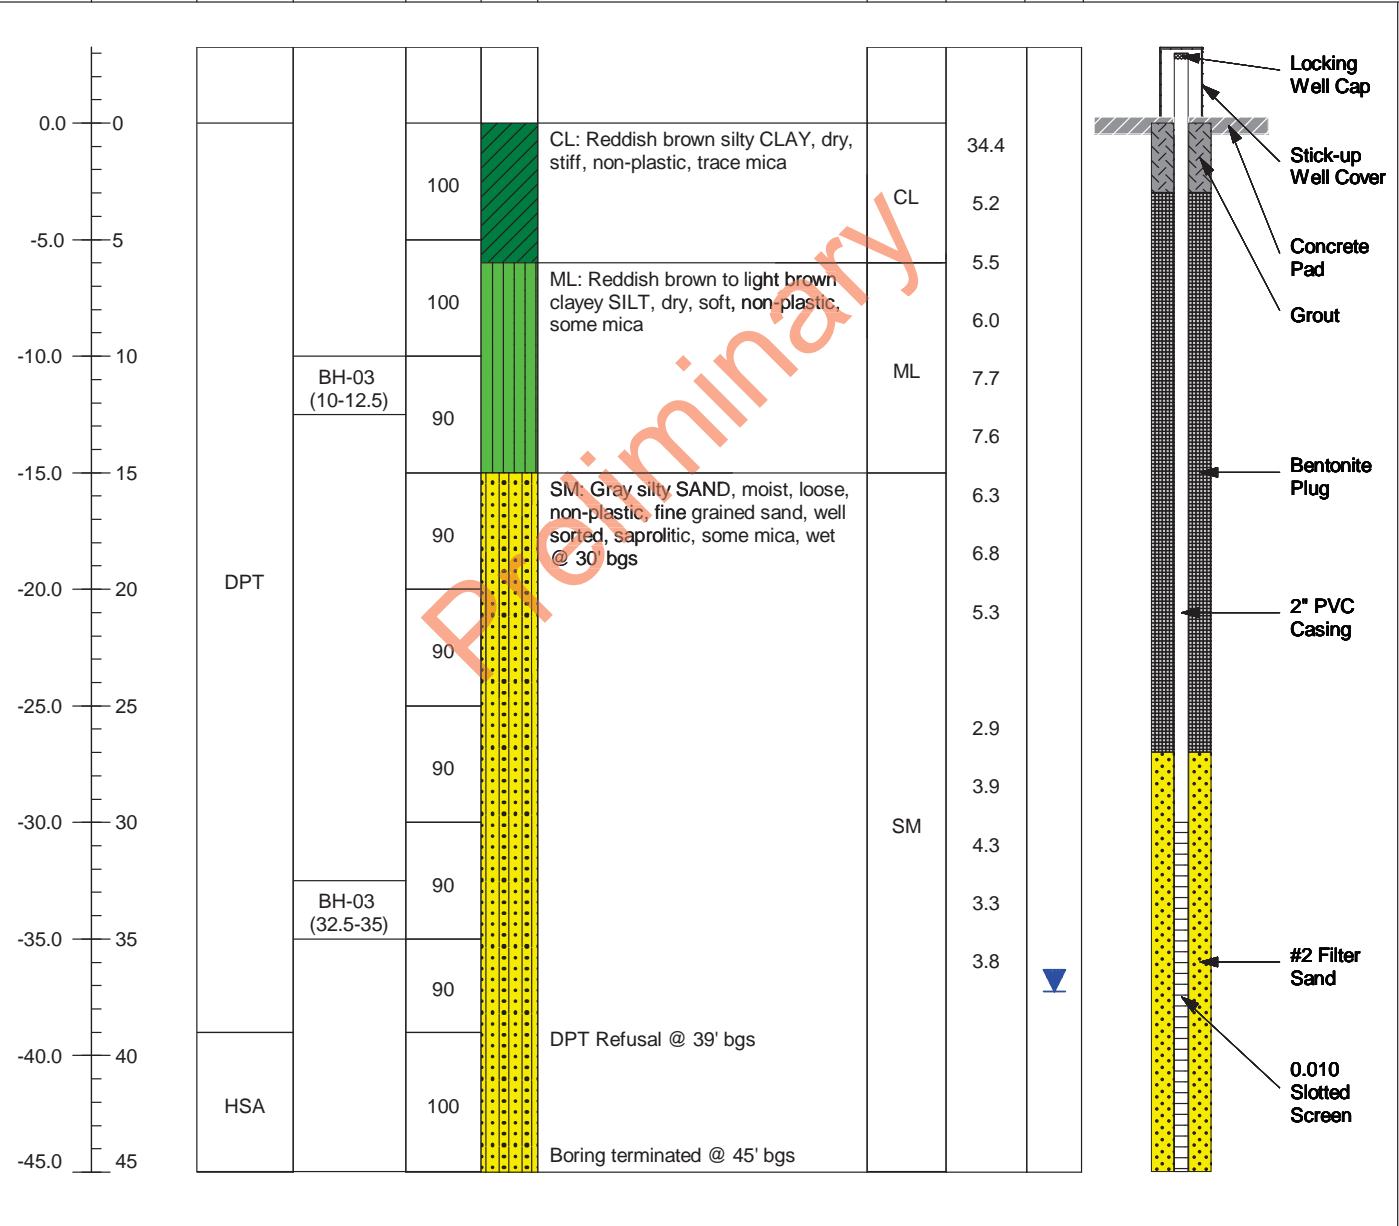 0.0
0
-5.0
5
-10.0
10
-15.0
15
-20.0
20
-25.0
25
-30.0
30
-35.0
35
-40.0
40
-45.0
45
DPT
HSA
BH-03
(10-12.5)
BH-03
(32.5-35)
100
100
90
90
90
90
90
90
100
CL: Reddish brown silty CLAY, dry,
stiff, non-plastic, trace mica
ML: Reddish brown to light brown
clayey SILT, dry, soft, non-plastic,
some mica
SM: Gray silty SAND, moist, loose,
non-plastic, fine grained sand, well
sorted, saprolitic, some mica, wet
@ 30' bgs
DPT Refusal @ 39' bgs
Boring terminated @ 45' bgs
Preliminary
CL
ML
SM
34.4
5.2
5.5
6.0
7.7
7.6
6.3
6.8
5.3
2.9
3.9
4.3
3.3
3.8
Locking
Well Cap
Stick-up
Well Cover
Concrete
Pad
Grout
Bentonite
Plug
2" PVC
Casing
#2 Filter
Sand
0.010
Slotted
Screen